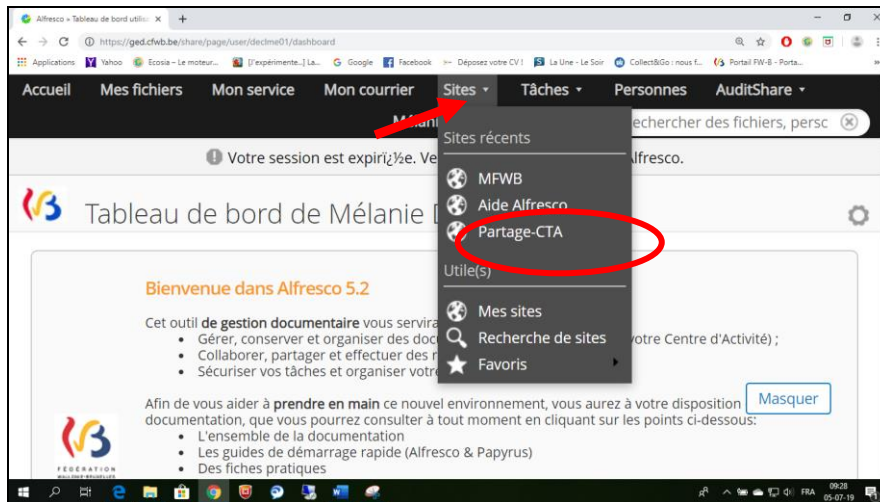 Alfresco » Tableau de bord utilis
https://ged.cfwb.be/share/page/user/declme01/dashboard
Applications Yahoo Ecosia – Le moteur... [l'expérimente...] La... Google Facebook Déposez votre CV ! La Une - Le Soir Collect&Go : nous f... Portail FW-B - Porta...
Accueil Mes fichiers Mon service Mon courrier Sites Tâches Personnes AuditShare
Mélani
echercher des fichiers, persc
Sites récents
Votre session est expirï¿½e. Ve
lfresco.
MFWB
Aide Alfresco
Partage-CTA
Tableau de bord de Mélanie
Utile(s)
Mes sites
Recherche de sites
Favoris
Bienvenue dans Alfresco 5.2
Cet outil de gestion documentaire vous servira
Gérer, conserver et organiser des doc
votre Centre d'Activité) ;
Collaborer, partager et effectuer des r
Sécuriser vos tâches et organiser votre
Masquer
Afin de vous aider à prendre en main ce nouvel environnement, vous aurez à votre disposition
documentation, que vous pourrez consulter à tout moment en cliquant sur les points ci-dessous:
L'ensemble de la documentation
Les guides de démarrage rapide (Alfresco & Papyrus)
Des fiches pratiques
FÉDÉRATION
WALLONIE-BRUXELLES
FRA
09:28
05-07-19